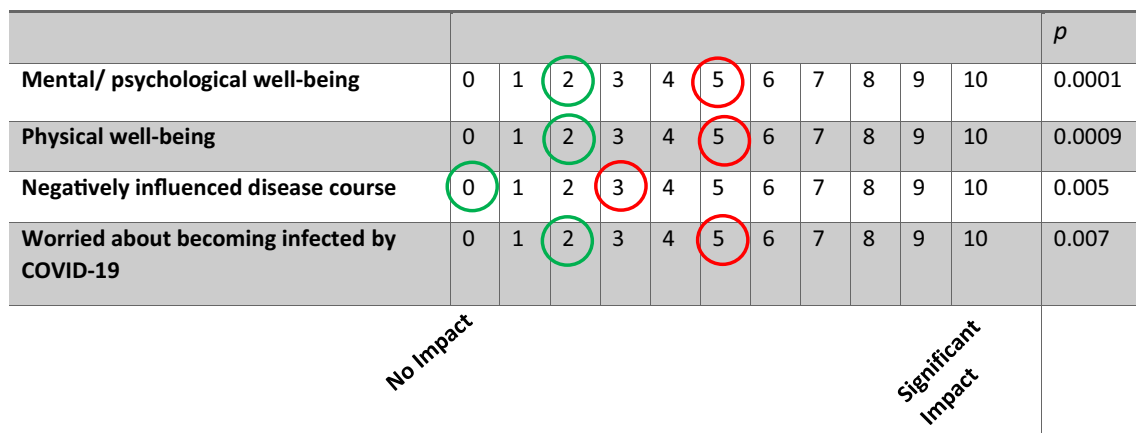 p
Mental/ psychological well-being 0 1 2 3 4 5 6 7 8 9 10 0.0001
Physical well-being 0 1 2 3 4 5 6 7 8 9 10 0.0009
Negatively influenced disease course 0 1 2 3 4 5 6 7 8 9 10 0.005
Worried about becoming infected by 0 1 2 3 4 5 6 7 8 9 10 0.007
COVID-19
No Impact
Significant
Impact